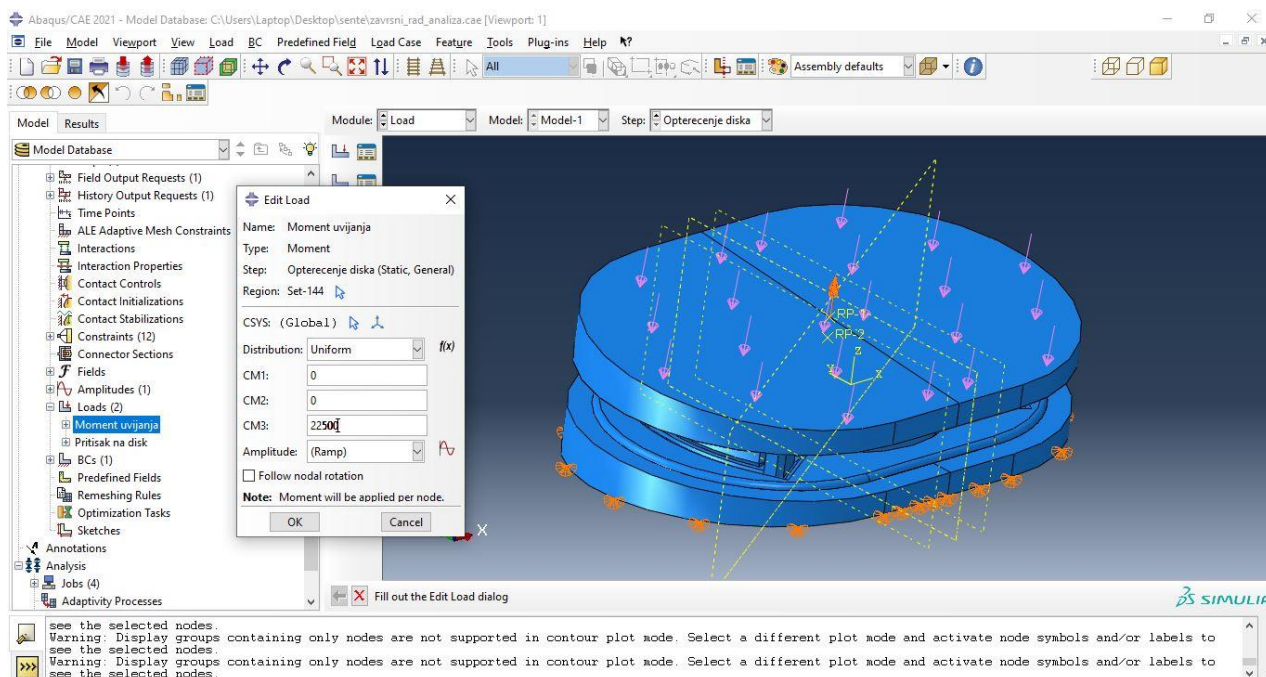 Abaqus/CAE 2021 - Model Database: C:\Users\Laptop\Desktop\sente\zavrsni_rad_analiza.cae [Viewport: 1]
File Model Viewport View Load BC Predefined Field Load Case Feature Tools Plug-ins Help
All
Assembly defaults
Model Results
Module: Load Model: Model-1 Step: Opterecenje diska
Model Database
Field Output Requests (1)
History Output Requests (1)
Time Points
ALE Adaptive Mesh Constraints
Interactions
Interaction Properties
Contact Controls
Contact Initializations
Contact Stabilizations
Constraints (12)
Connector Sections
Fields
Amplitudes (1)
Loads (2)
Moment uvijanja
Pritisak na disk
BCs (1)
Predefined Fields
Remeshing Rules
Optimization Tasks
Sketches
Annotations
Analysis
Jobs (4)
Adaptivity Processes
Edit Load
Name: Moment uvijanja
Type: Moment
Step: Opterecenje diska (Static, General)
Region: Set-144
CSYS: (Global)
Distribution: Uniform f(x)
CM1: 0
CM2: 0
CM3: 22500
Amplitude: (Ramp)
Follow nodal rotation
Note: Moment will be applied per node.
OK Cancel
RP-2
Z
X
X
Fill out the Edit Load dialog
SIMULIA
see the selected nodes.
Warning: Display groups containing only nodes are not supported in contour plot mode. Select a different plot mode and activate node symbols and/or labels to
see the selected nodes.
Warning: Display groups containing only nodes are not supported in contour plot mode. Select a different plot mode and activate node symbols and/or labels to
see the selected nodes.